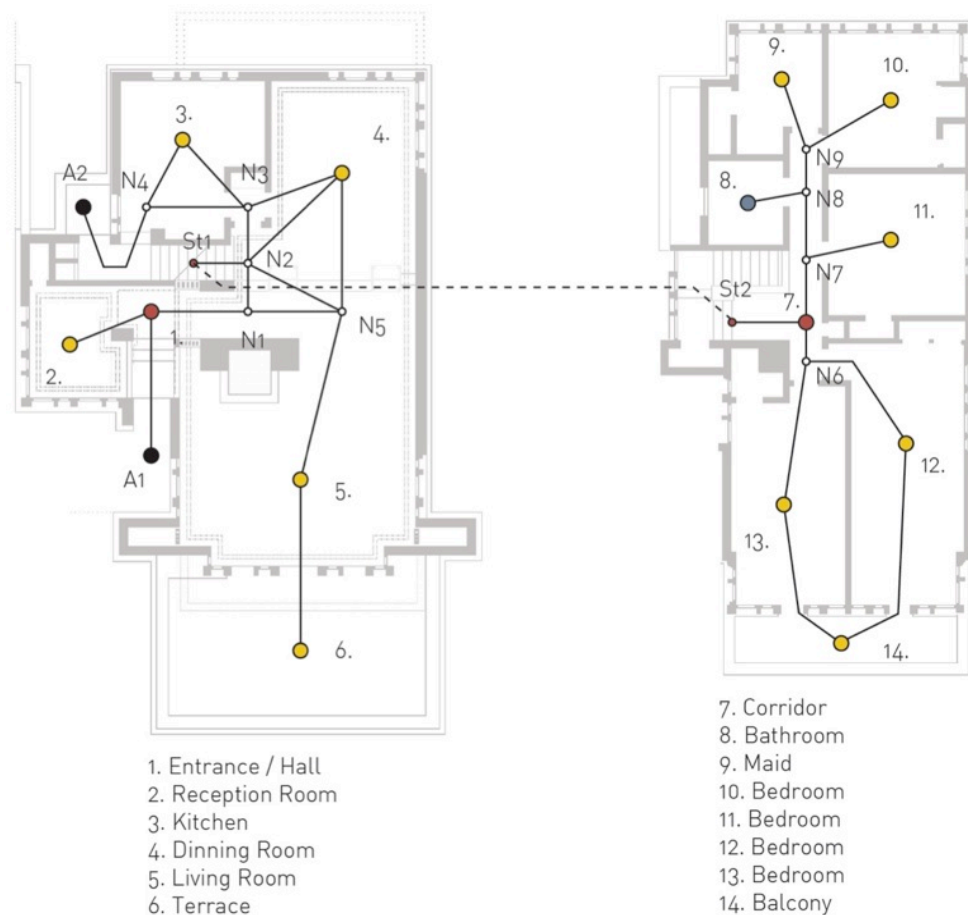 3.
4.
A2
N4
N3
St1
N2
1.
N1
N5
2.
A1
5.
6.
9.
10.
N9
8.
N8
11.
N7
St2
7.
N6
12.
13.
14.
1. Entrance / Hall
2. Reception Room
3. Kitchen
4. Dinning Room
5. Living Room
6. Terrace
7. Corridor
8. Bathroom
9. Maid
10. Bedroom
11. Bedroom
12. Bedroom
13. Bedroom
14. Balcony